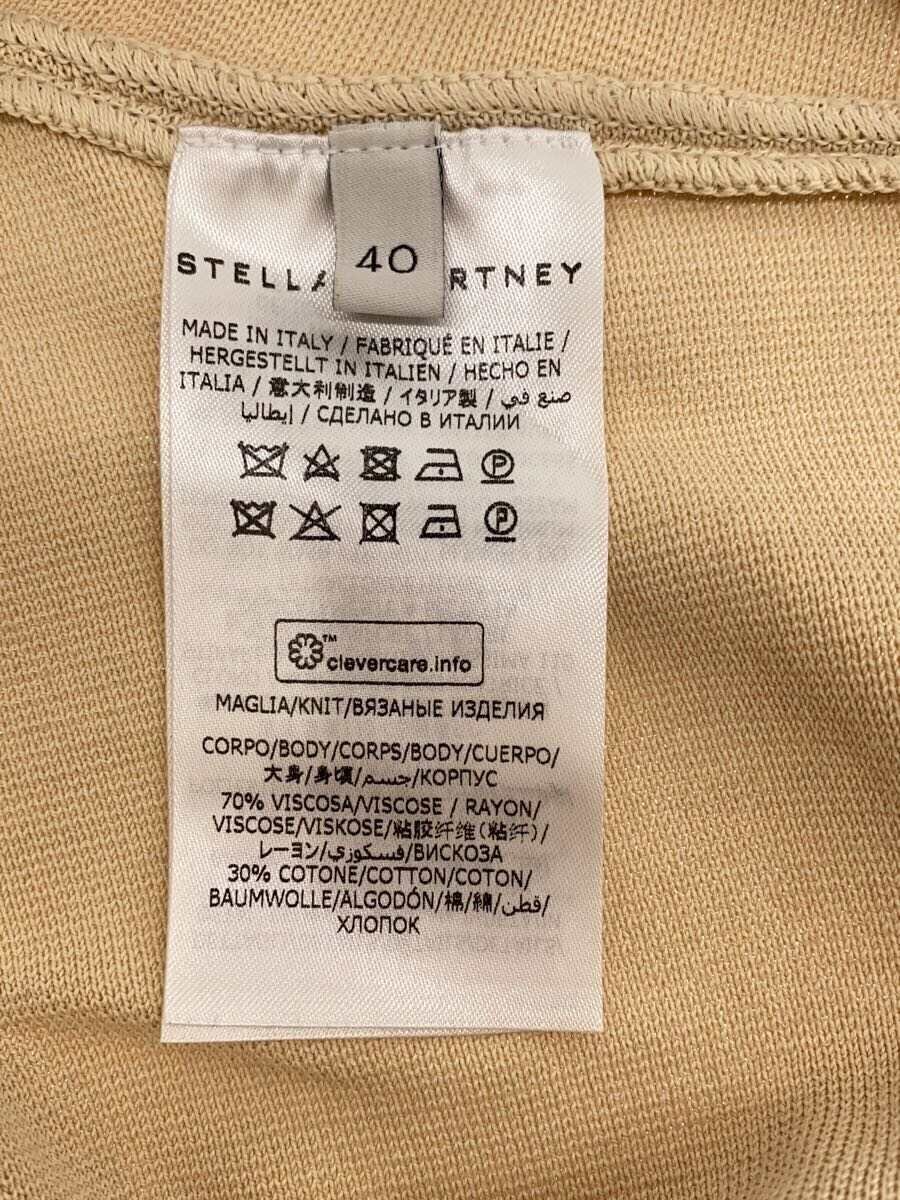 40
STELLA RTNEY
MADE IN ITALY / FABRIQUÉ EN ITALIE /
HERGESTELLT IN ITALIEN / HECHO EN
ITALIA / 意大利制造 / イタリア製 / صنع في
إيطاليا / СДЕЛАНО В ИТАЛИИ
P
P
™
clevercare.info
MAGLIA/KNIT/ВЯЗАНЫЕ ИЗДЕЛИЯ
CORPO/BODY/CORPS/BODY/CUERPO/
大身/身頃/جسم/КОРПУС
70% VISCOSA/VISCOSE / RAYON/
VISCOSE/VISKOSE/粘胶纤维(粘纤)/
レーヨン/فسكوزي/ВИСКОЗА
30% COTONE/COTTON/COTON/
BAUMWOLLE/ALGODÓN/棉/綿/قطن/
ХЛОПОК